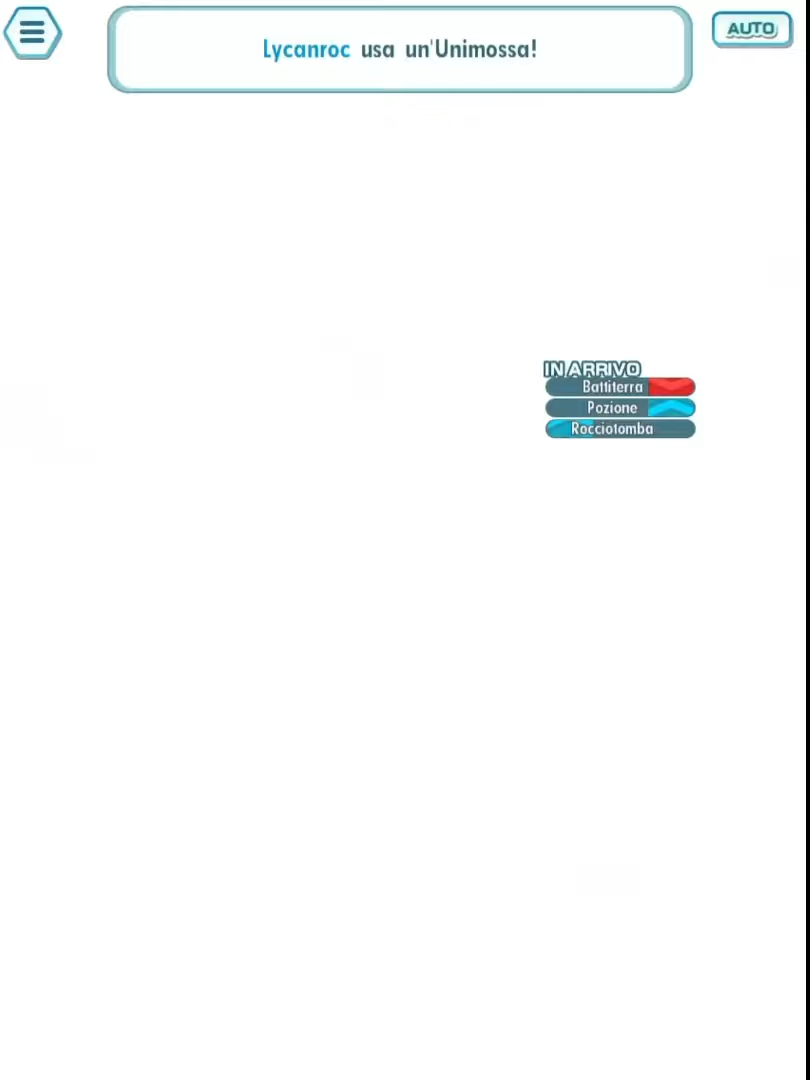 Lycanroc usa un'Unimossa!
AUTO
IN ARRIVO
Battiterra
Pozione
Rocciotomba